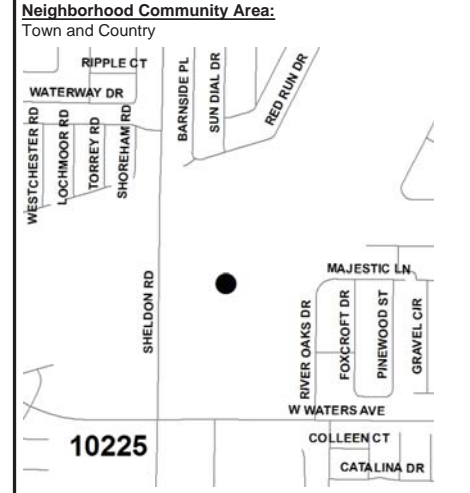 Neighborhood Community Area:
Town and Country
RIPPLE CT
WATERWAY DR
WESTCHESTER RD
LOCHMOOR RD
TORREY RD
SHOREHAM RD
BARNSIDE PL
SUN DIAL DR
RED RUN DR
SHELDON RD
MAJESTIC LN
RIVER OAKS DR
FOXCROFT DR
PINEWOOD ST
GRAVEL CIR
W WATERS AVE
10225
COLLEEN CT
CATALINA DR